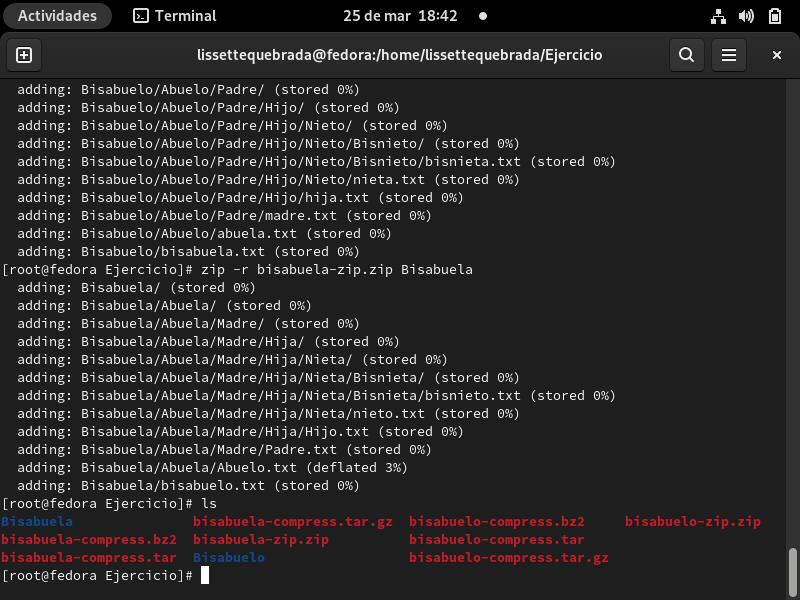 Actividades Terminal 25 de mar 18:42
lissettequebrada@fedora:/home/lissettequebrada/Ejercicio
adding: Bisabuelo/Abuelo/Padre/ (stored 0%)
adding: Bisabuelo/Abuelo/Padre/Hijo/ (stored 0%)
adding: Bisabuelo/Abuelo/Padre/Hijo/Nieto/ (stored 0%)
adding: Bisabuelo/Abuelo/Padre/Hijo/Nieto/Bisnieto/ (stored 0%)
adding: Bisabuelo/Abuelo/Padre/Hijo/Nieto/Bisnieto/bisnieta.txt (stored 0%)
adding: Bisabuelo/Abuelo/Padre/Hijo/Nieto/nieta.txt (stored 0%)
adding: Bisabuelo/Abuelo/Padre/Hijo/hija.txt (stored 0%)
adding: Bisabuelo/Abuelo/Padre/madre.txt (stored 0%)
adding: Bisabuelo/Abuelo/abuela.txt (stored 0%)
adding: Bisabuelo/bisabuela.txt (stored 0%)
[root@fedora Ejercicio]# zip -r bisabuela-zip.zip Bisabuela
adding: Bisabuela/ (stored 0%)
adding: Bisabuela/Abuela/ (stored 0%)
adding: Bisabuela/Abuela/Madre/ (stored 0%)
adding: Bisabuela/Abuela/Madre/Hija/ (stored 0%)
adding: Bisabuela/Abuela/Madre/Hija/Nieta/ (stored 0%)
adding: Bisabuela/Abuela/Madre/Hija/Nieta/Bisnieta/ (stored 0%)
adding: Bisabuela/Abuela/Madre/Hija/Nieta/Bisnieta/bisnieto.txt (stored 0%)
adding: Bisabuela/Abuela/Madre/Hija/Nieta/nieto.txt (stored 0%)
adding: Bisabuela/Abuela/Madre/Hija/Hijo.txt (stored 0%)
adding: Bisabuela/Abuela/Madre/Padre.txt (stored 0%)
adding: Bisabuela/Abuela/Abuelo.txt (deflated 3%)
adding: Bisabuela/bisabuelo.txt (stored 0%)
[root@fedora Ejercicio]# ls
Bisabuela bisabuela-compress.tar.gz bisabuelo-compress.bz2 bisabuelo-zip.zip
bisabuela-compress.bz2 bisabuela-zip.zip bisabuelo-compress.tar
bisabuela-compress.tar Bisabuelo bisabuelo-compress.tar.gz
[root@fedora Ejercicio]#